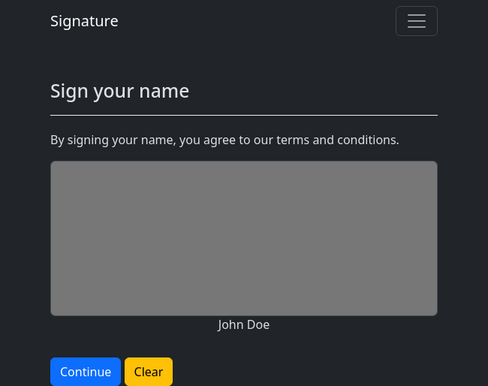 Signature
Sign your name
By signing your name, you agree to our terms and conditions.
John Doe
Continue Clear